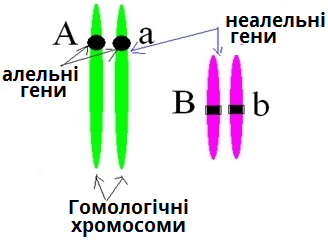 неалельні
гени
A
a
алельні
гени
B
b
Гомологічні
хромосоми